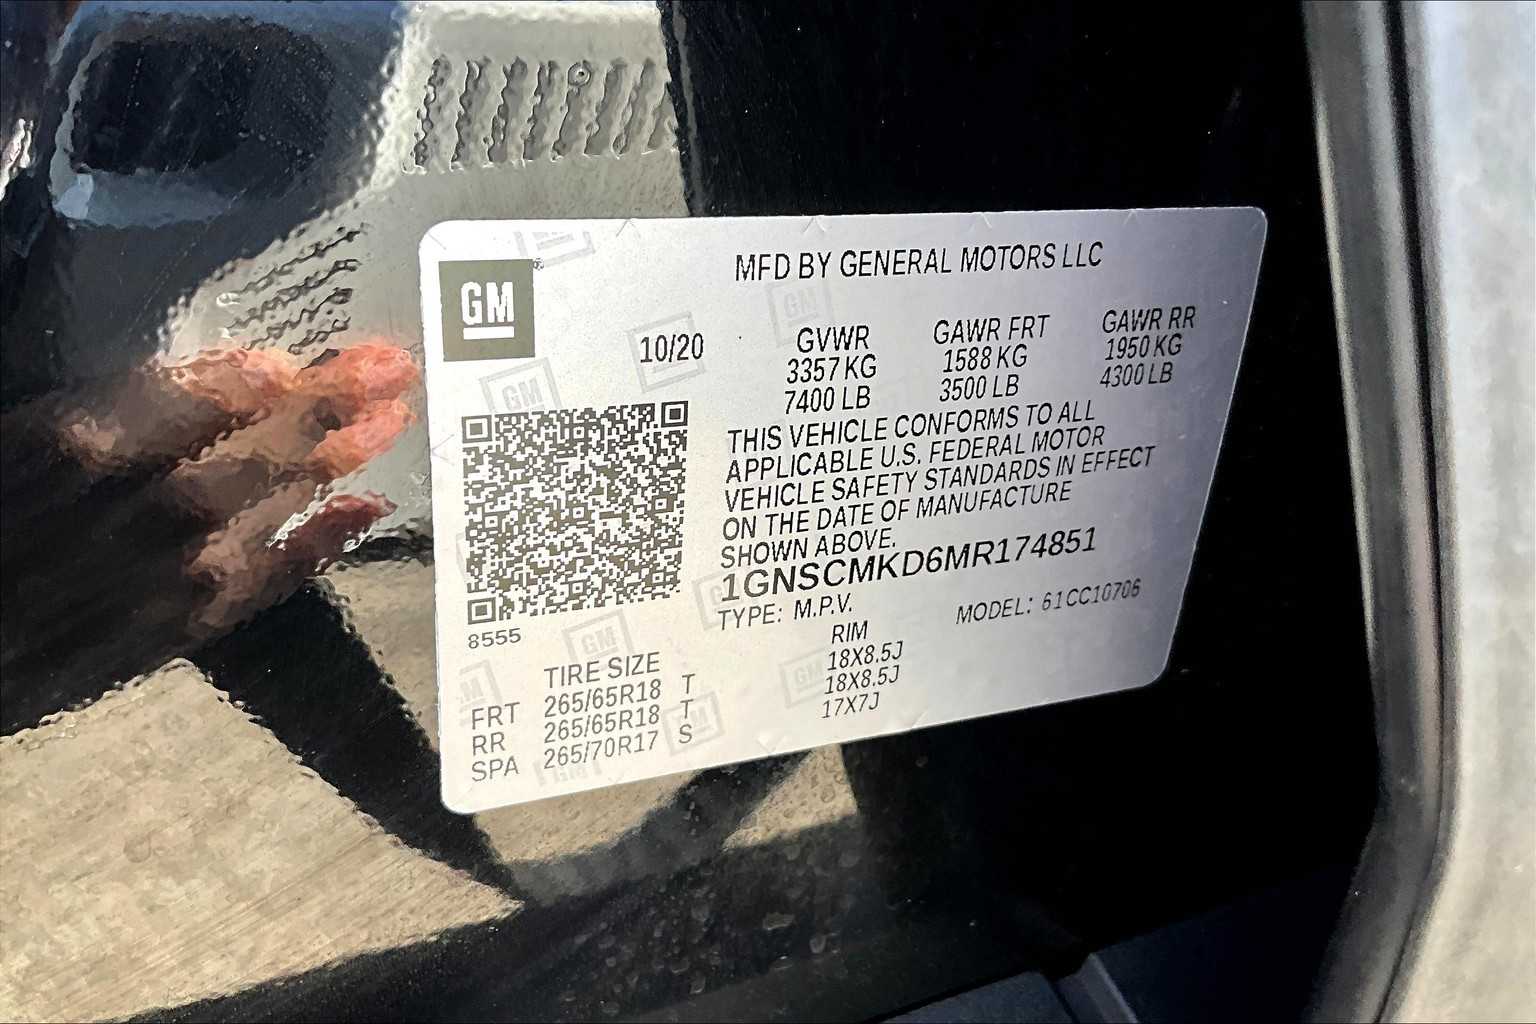 MFD BY GENERAL MOTORS LLC
GM
10/20
GVWR GAWR FRT GAWR RR
3357 KG 1588 KG 1950 KG
7400 LB 3500 LB 4300 LB
THIS VEHICLE CONFORMS TO ALL
APPLICABLE U.S. FEDERAL MOTOR
VEHICLE SAFETY STANDARDS IN EFFECT
ON THE DATE OF MANUFACTURE
SHOWN ABOVE.
1GNSCMKD6MR174851
TYPE: M.P.V. MODEL: 61CC10706
8555
TIRE SIZE RIM
FRT 265/65R18 T 18X8.5J
RR 265/65R18 T 18X8.5J
SPA 265/70R17 S 17X7J